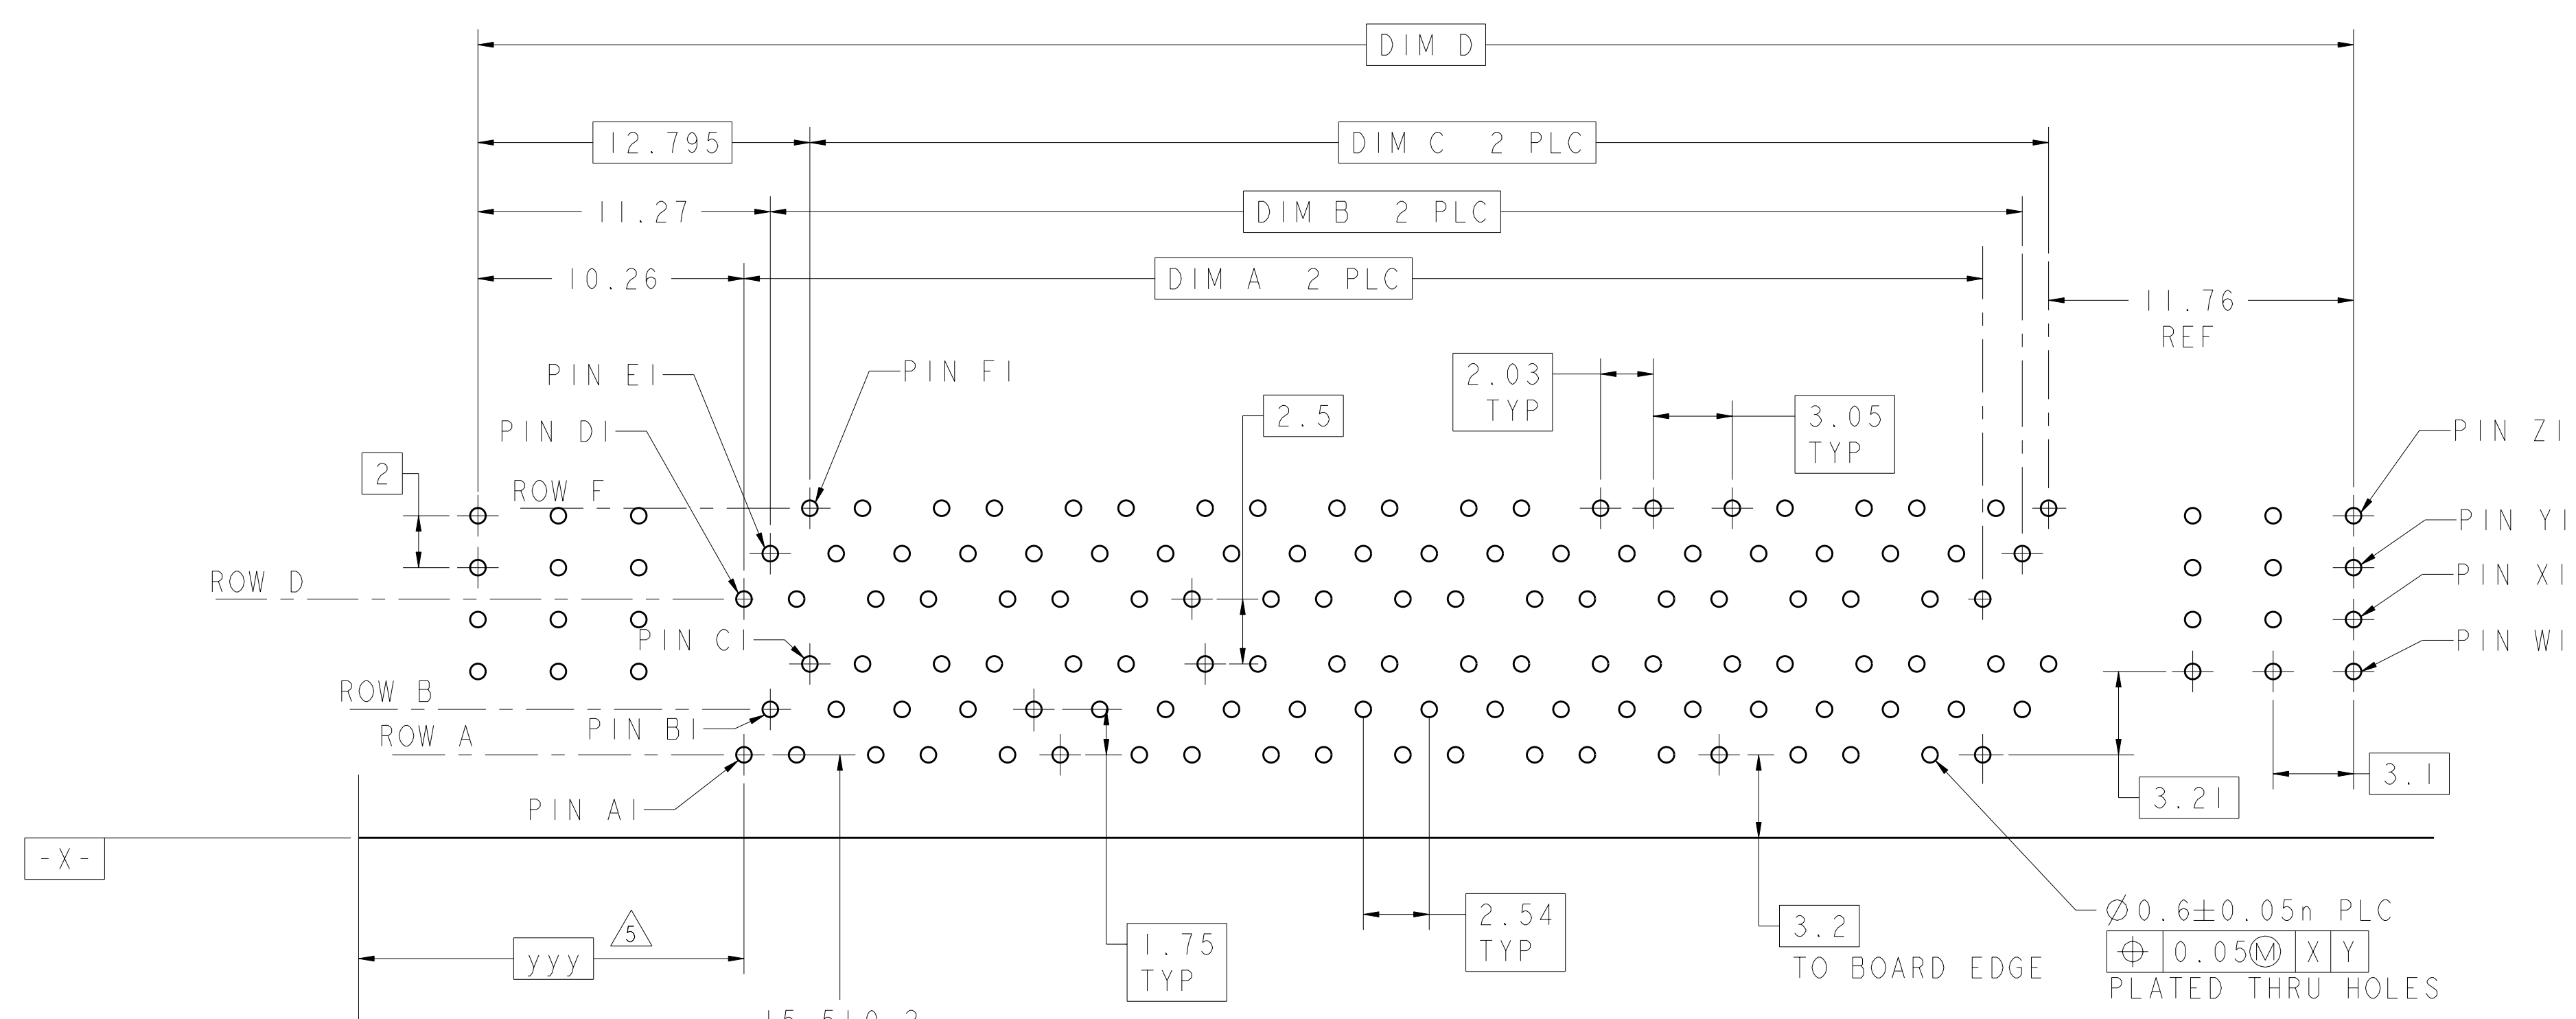 DIM D
12.795
DIM C 2 PLC
11.27
DIM B 2 PLC
10.26
DIM A 2 PLC
11.76
REF
PIN E1
PIN F1
2.03
TYP
3.05
TYP
2.5
PIN D1
PIN Z1
2
ROW F
PIN Y1
ROW D
PIN X1
PIN C1
PIN W1
ROW B
PIN B1
ROW A
3.1
3.21
PIN A1
-X-
5
yyy
1.75
TYP
2.54
TYP
3.2
TO BOARD EDGE
Ø0.6±0.05n PLC
⌖ 0.05Ⓜ X Y
PLATED THRU HOLES